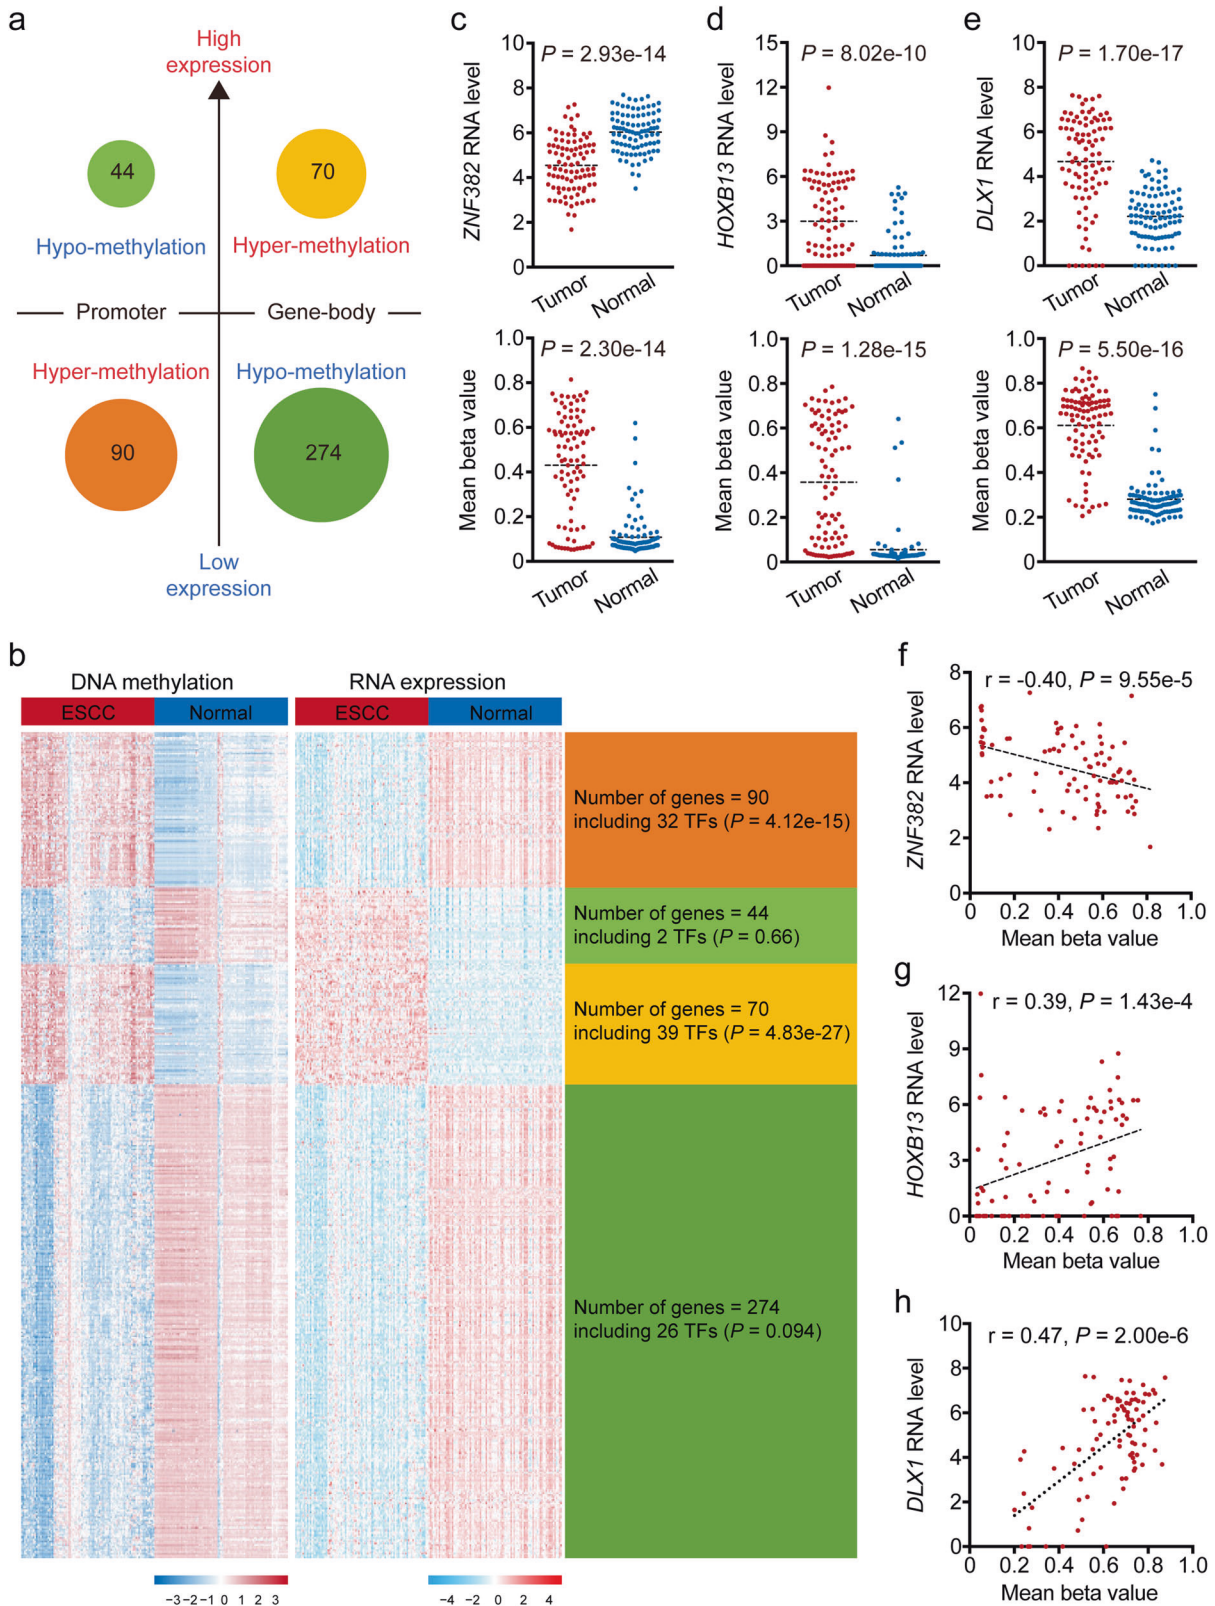 a
High
expression
44
70
Hypo-methylation
Hyper-methylation
Promoter
Gene-body
Hyper-methylation
Hypo-methylation
90
274
Low
expression
c
10
8
6
4
2
0
ZNF382 RNA level
P = 2.93e-14
Tumor
Normal
1.0
0.8
0.6
0.4
0.2
0
Mean beta value
P = 2.30e-14
Tumor
Normal
d
15
12
9
6
3
0
HOXB13 RNA level
P = 8.02e-10
Tumor
Normal
1.0
0.8
0.6
0.4
0.2
0
Mean beta value
P = 1.28e-15
Tumor
Normal
e
10
8
6
4
2
0
DLX1 RNA level
P = 1.70e-17
Tumor
Normal
1.0
0.8
0.6
0.4
0.2
0
Mean beta value
P = 5.50e-16
Tumor
Normal
b
DNA methylation
RNA expression
ESCC
Normal
ESCC
Normal
Number of genes = 90
including 32 TFs (P = 4.12e-15)
Number of genes = 44
including 2 TFs (P = 0.66)
Number of genes = 70
including 39 TFs (P = 4.83e-27)
Number of genes = 274
including 26 TFs (P = 0.094)
−3 −2 −1 0 1 2 3
−4 −2 0 2 4
f
8
6
4
2
0
ZNF382 RNA level
r = -0.40, P = 9.55e-5
0 0.2 0.4 0.6 0.8 1.0
Mean beta value
g
12
9
6
3
0
HOXB13 RNA level
r = 0.39, P = 1.43e-4
0 0.2 0.4 0.6 0.8 1.0
Mean beta value
h
10
8
6
4
2
0
DLX1 RNA level
r = 0.47, P = 2.00e-6
0 0.2 0.4 0.6 0.8 1.0
Mean beta value